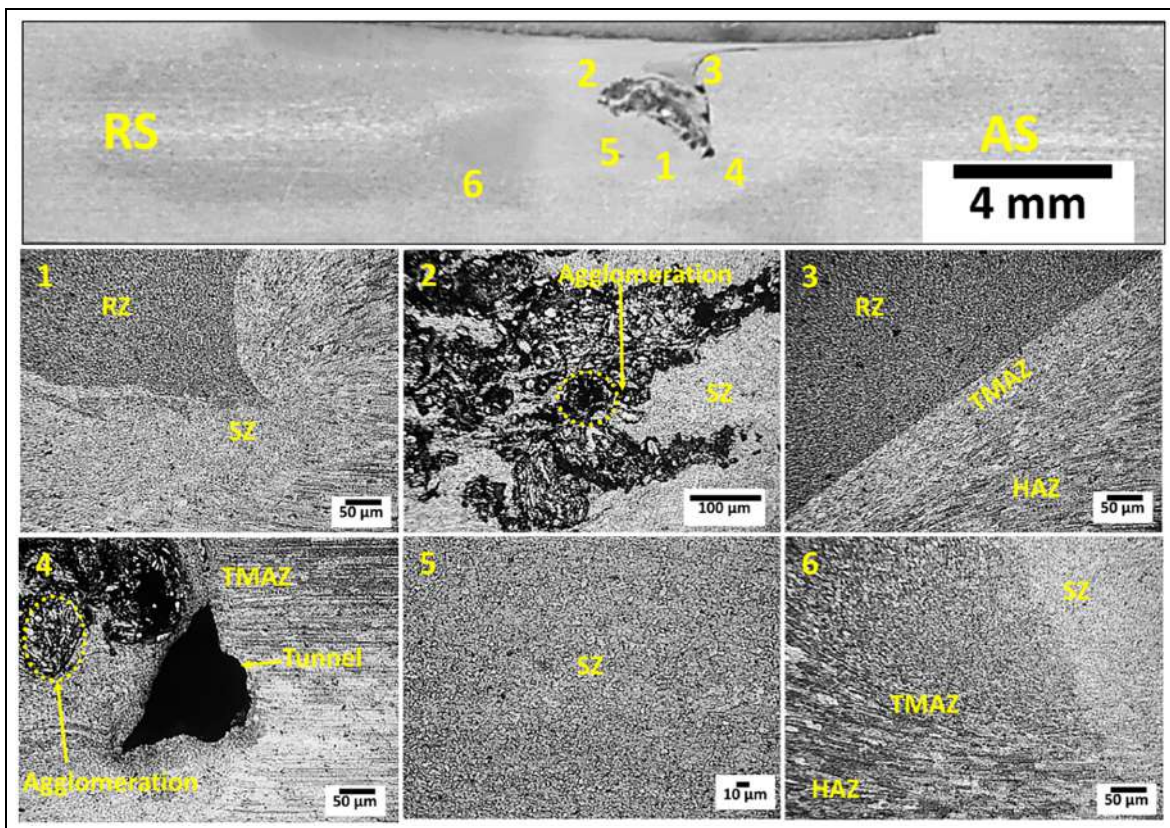 2
3
RS
AS
5
1
4
6
4 mm
1
RZ
SZ
50 µm
2
Agglomeration
SZ
100 µm
3
RZ
TMAZ
HAZ
50 µm
4
TMAZ
Tunnel
Agglomeration
50 µm
5
SZ
10 µm
6
SZ
TMAZ
HAZ
50 µm